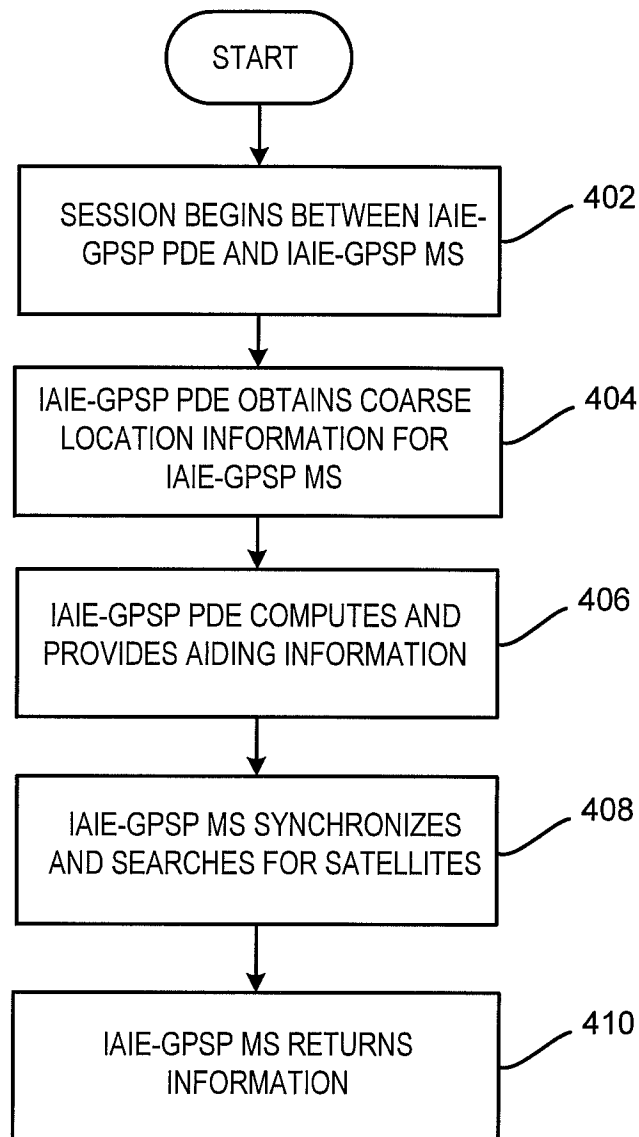 START
SESSION BEGINS BETWEEN IAIE-
GPSP PDE AND IAIE-GPSP MS
402
IAIE-GPSP PDE OBTAINS COARSE
LOCATION INFORMATION FOR
IAIE-GPSP MS
404
IAIE-GPSP PDE COMPUTES AND
PROVIDES AIDING INFORMATION
406
IAIE-GPSP MS SYNCHRONIZES
AND SEARCHES FOR SATELLITES
408
IAIE-GPSP MS RETURNS
INFORMATION
410